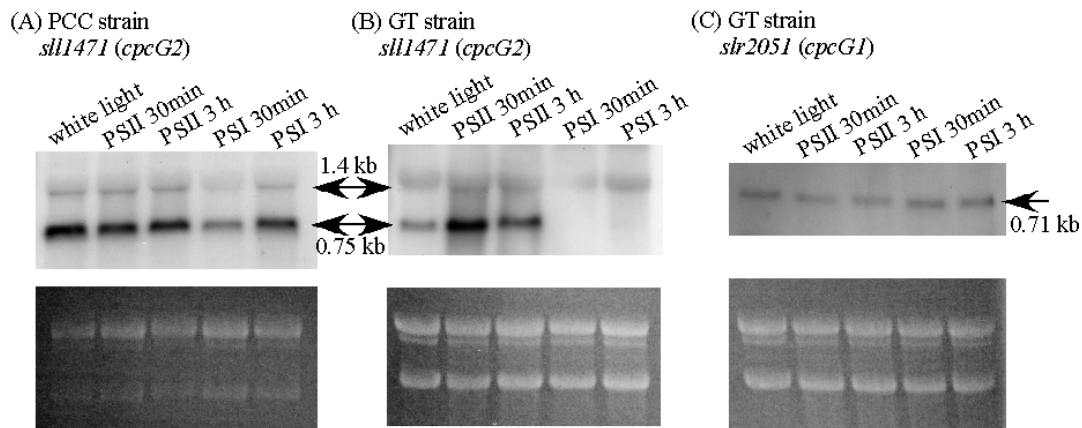 (A) PCC strain
sll1471 (cpcG2)
white light
PSII 30min
PSII 3 h
PSI 30min
PSI 3 h
1.4 kb
0.75 kb
(B) GT strain
sll1471 (cpcG2)
white light
PSII 30min
PSII 3 h
PSI 30min
PSI 3 h
(C) GT strain
slr2051 (cpcG1)
white light
PSII 30min
PSII 3 h
PSI 30min
PSI 3 h
0.71 kb